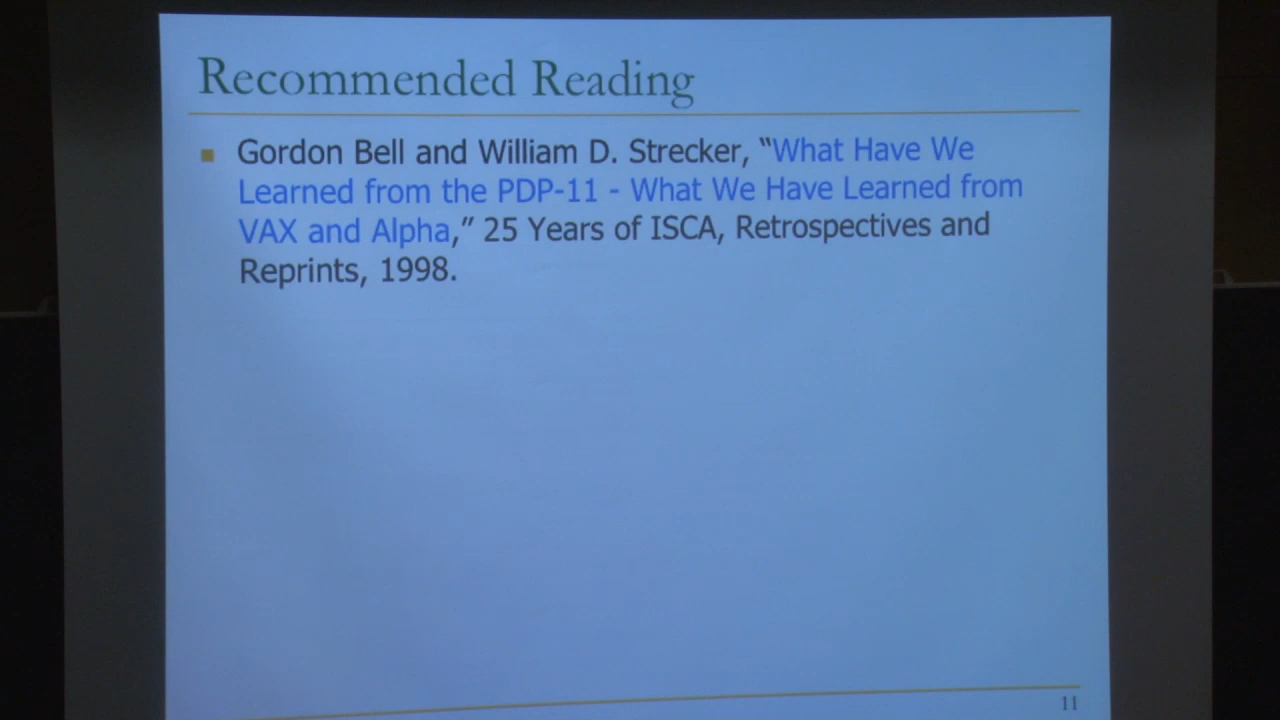 Recommended Reading
Gordon Bell and William D. Strecker, “What Have We
Learned from the PDP-11 - What We Have Learned from
VAX and Alpha,” 25 Years of ISCA, Retrospectives and
Reprints, 1998.
11